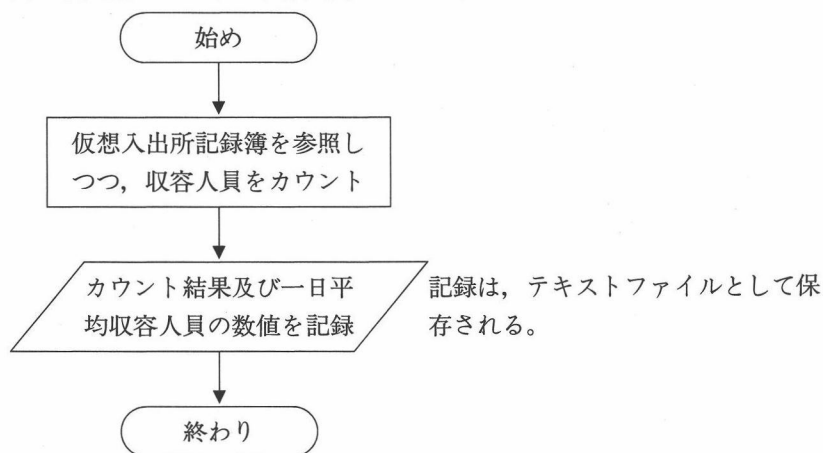 始め
仮想入出所記録簿を参照し
つつ，収容人員をカウント
カウント結果及び一日平
均収容人員の数値を記録
記録は，テキストファイルとして保
存される。
終わり